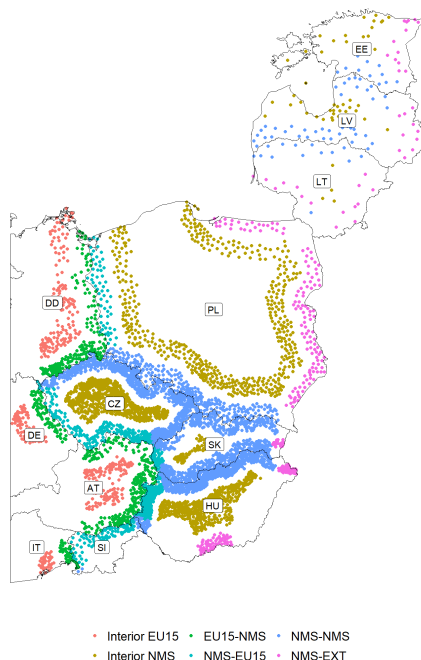 EE
LV
LT
DD
PL
CZ
DE
SK
AT
HU
IT
SI
Interior EU15 EU15-NMS NMS-NMS
Interior NMS NMS-EU15 NMS-EXT